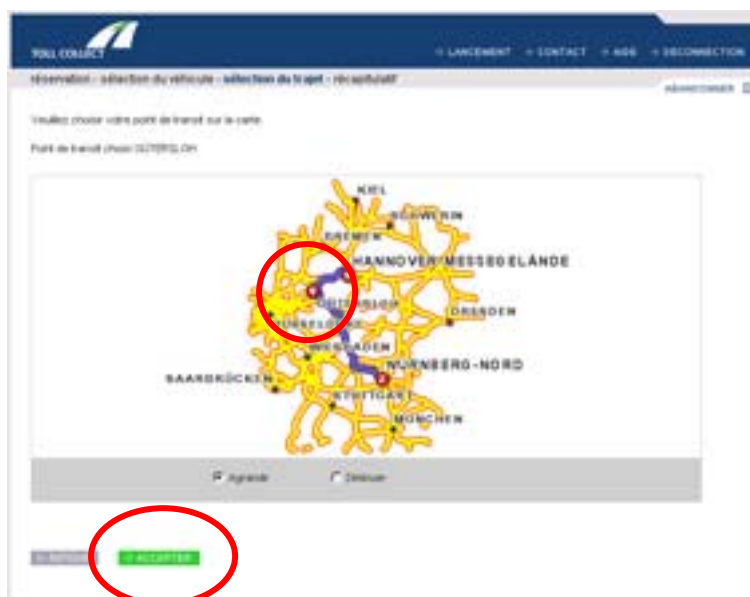 TOLL COLLECT
LANCEMENT CONTACT AIDE DECONNECTION
réservation - sélection du véhicule - sélection du trajet - récapitulatif
ABANDONNER
Veuillez choisir votre point de transit sur la carte.
Point de transit choisi GÜTERSLOH
KIEL
SCHWERIN
BREMEN
HANNOVER-MESSEGELÄNDE
GÜTERSLOH
DRESDEN
DÜSSELDORF
WIESBADEN
NÜRNBERG-NORD
SAARBRÜCKEN
STUTTGART
MÜNCHEN
Agrandir Diminuer
RETOUR ACCEPTER